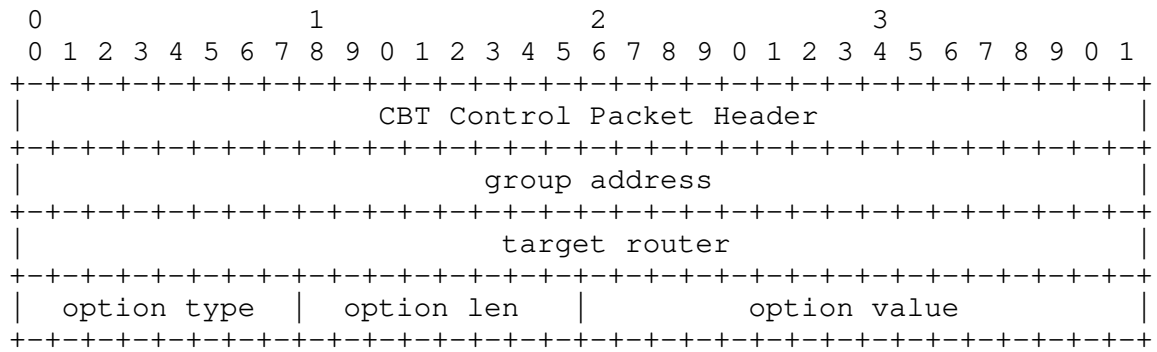 0               1               2               3
 0 1 2 3 4 5 6 7 8 9 0 1 2 3 4 5 6 7 8 9 0 1 2 3 4 5 6 7 8 9 0 1
+-+-+-+-+-+-+-+-+-+-+-+-+-+-+-+-+-+-+-+-+-+-+-+-+-+-+-+-+-+-+-+-+
|                    CBT Control Packet Header                  |
+-+-+-+-+-+-+-+-+-+-+-+-+-+-+-+-+-+-+-+-+-+-+-+-+-+-+-+-+-+-+-+-+
|                          group address                        |
+-+-+-+-+-+-+-+-+-+-+-+-+-+-+-+-+-+-+-+-+-+-+-+-+-+-+-+-+-+-+-+-+
|                           target router                       |
+-+-+-+-+-+-+-+-+-+-+-+-+-+-+-+-+-+-+-+-+-+-+-+-+-+-+-+-+-+-+-+-+
|  option type  |  option len   |         option value          |
+-+-+-+-+-+-+-+-+-+-+-+-+-+-+-+-+-+-+-+-+-+-+-+-+-+-+-+-+-+-+-+-+